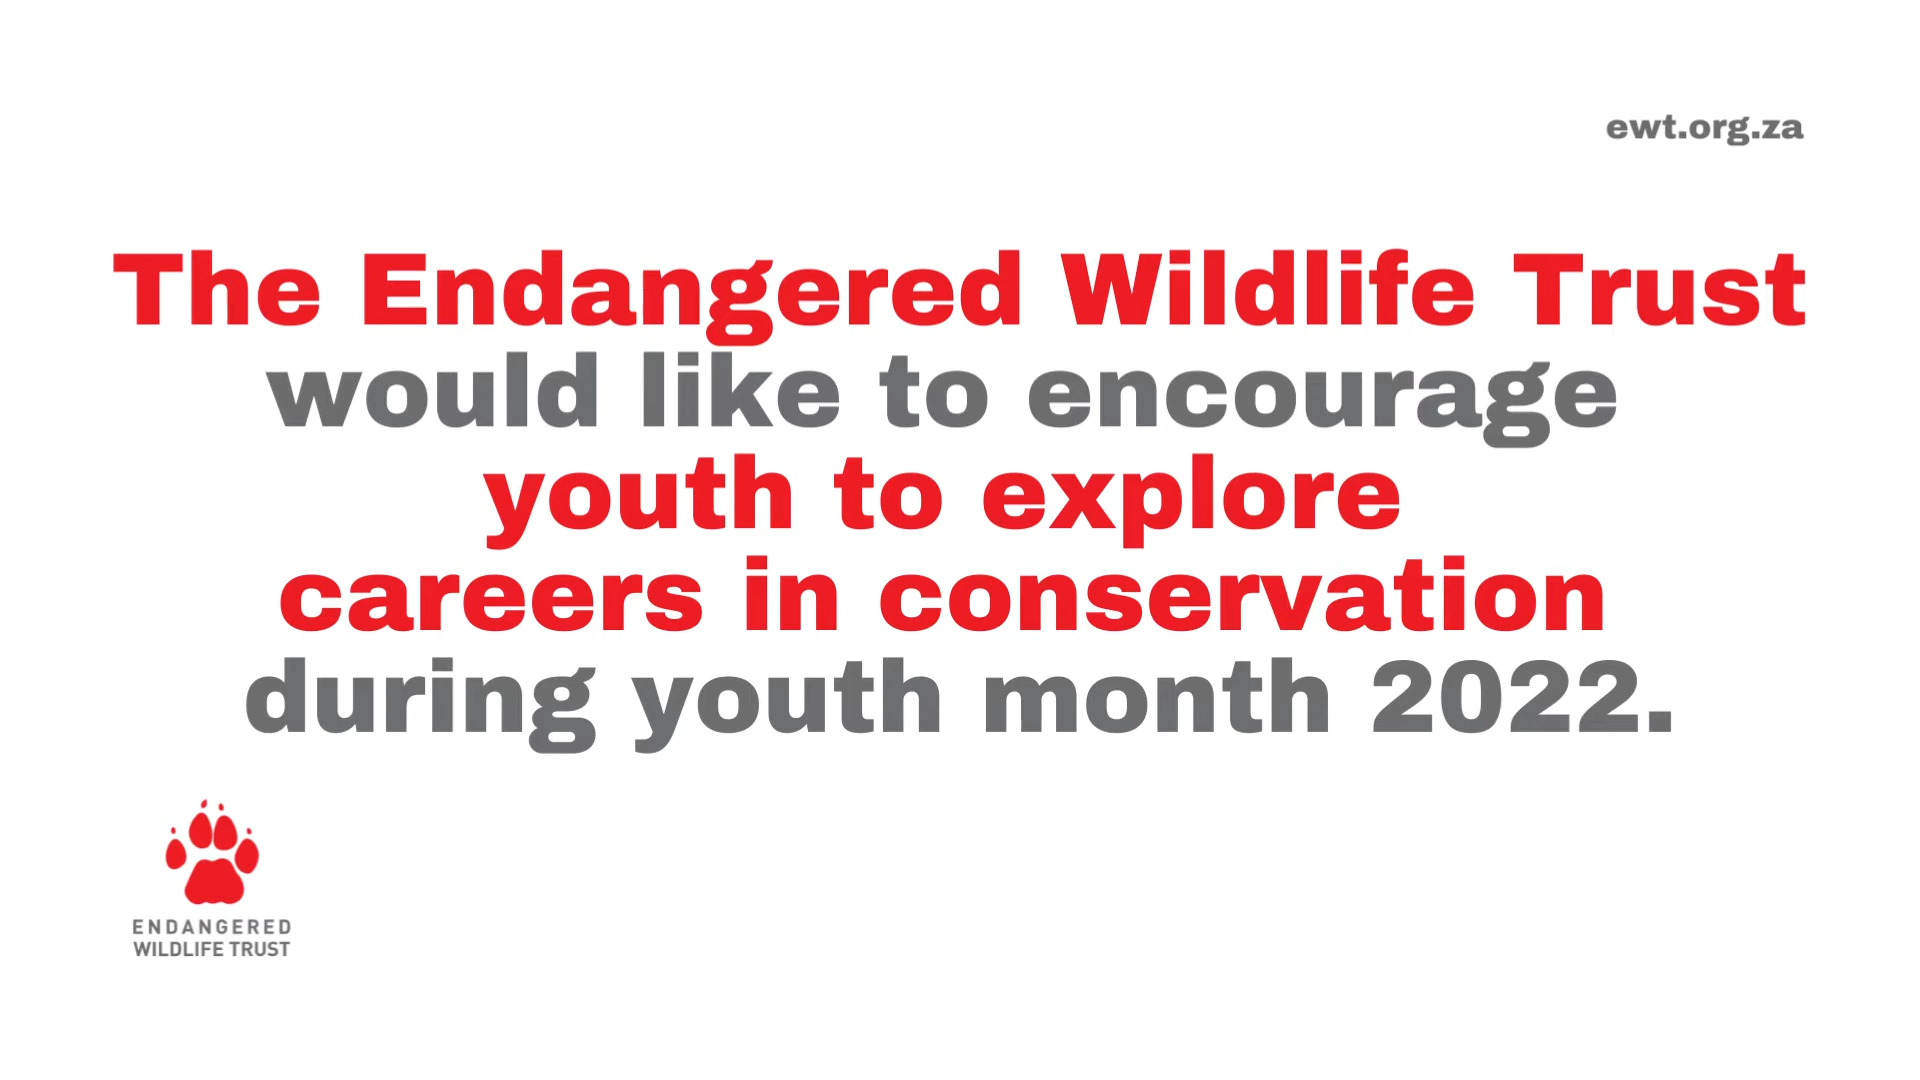 ewt.org.za
The Endangered Wildlife Trust
would like to encourage
youth to explore
careers in conservation
during youth month 2022.
ENDANGERED
WILDLIFE TRUST